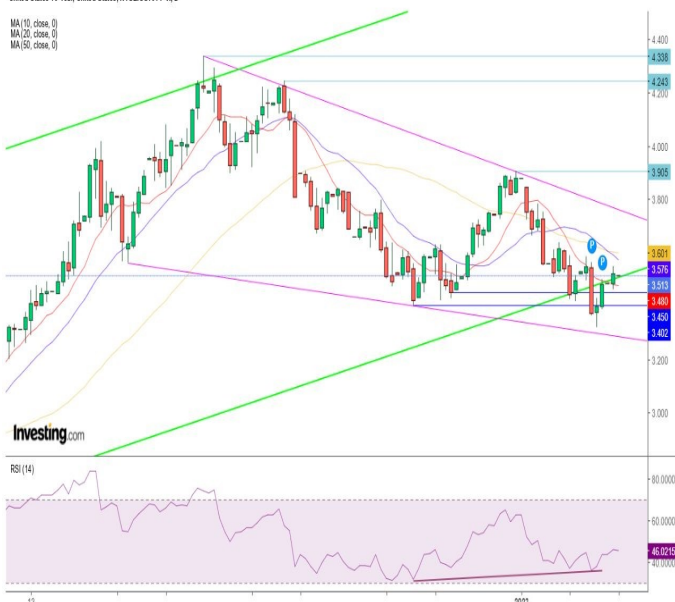 MA (10, close, 0)
MA (20, close, 0)
MA (50, close, 0)
4.400
4.338
4.243
4.200
4.000
3.905
3.800
3.601
3.576
3.513
3.480
3.450
3.402
3.200
3.000
Investing.com
P
P
RSI (14)
80.0000
60.0000
46.0215
40.0000